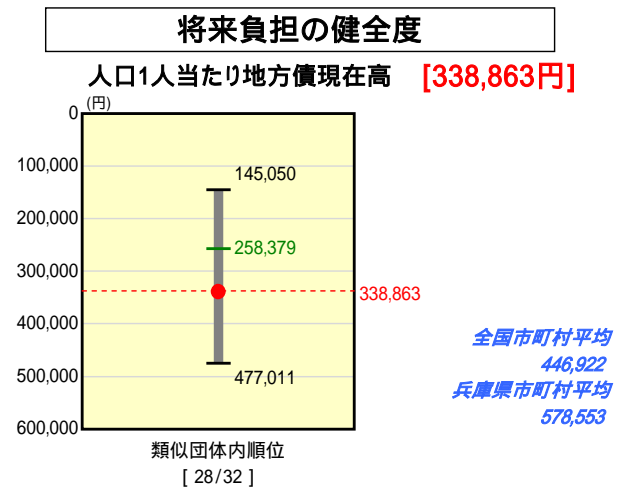 将来負担の健全度
人口1人当たり地方債現在高 [338,863円]
(円)
0
100,000
200,000
300,000
400,000
500,000
600,000
145,050
258,379
338,863
477,011
全国市町村平均
446,922
兵庫県市町村平均
578,553
類似団体内順位
[ 28/32 ]